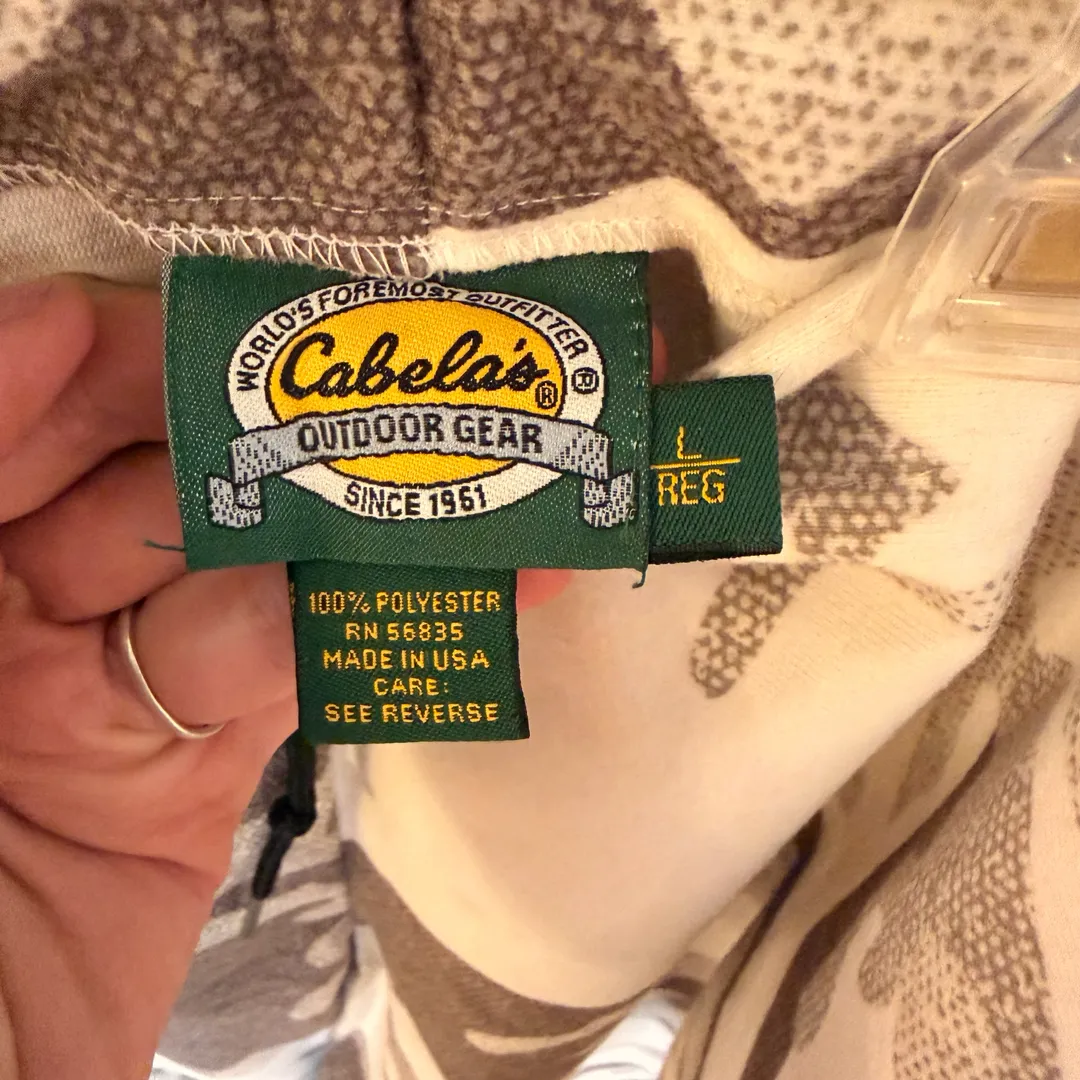 WORLD'S FOREMOST OUTFITTER ®
Cabela's®
OUTDOOR GEAR
SINCE 1961
L
REG
100% POLYESTER
RN 56835
MADE IN USA
CARE:
SEE REVERSE